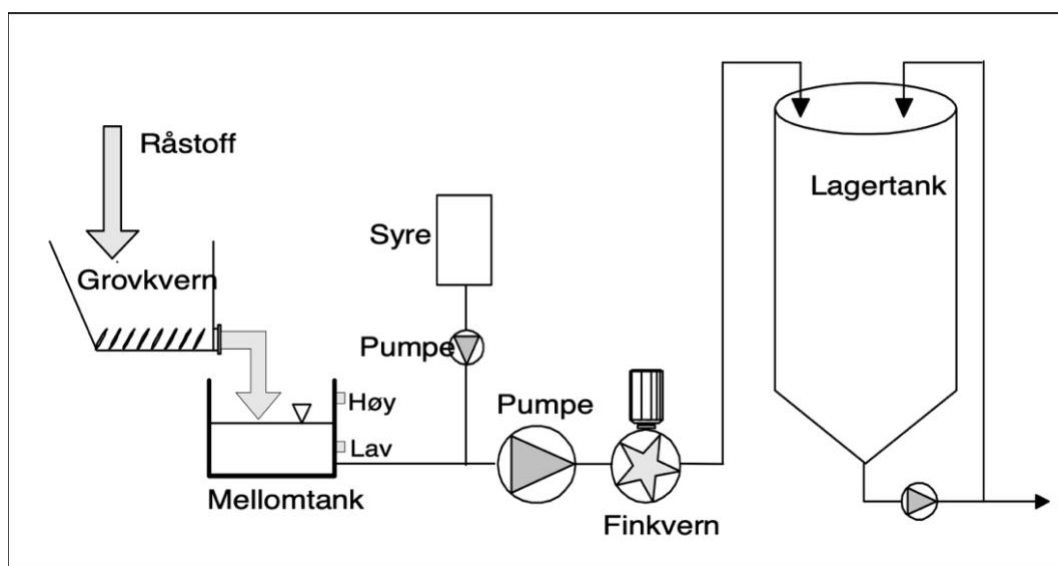 Råstoff
Grovkvern
Syre
Pumpe
Høy
Lav
Mellomtank
Pumpe
Finkvern
Lagertank